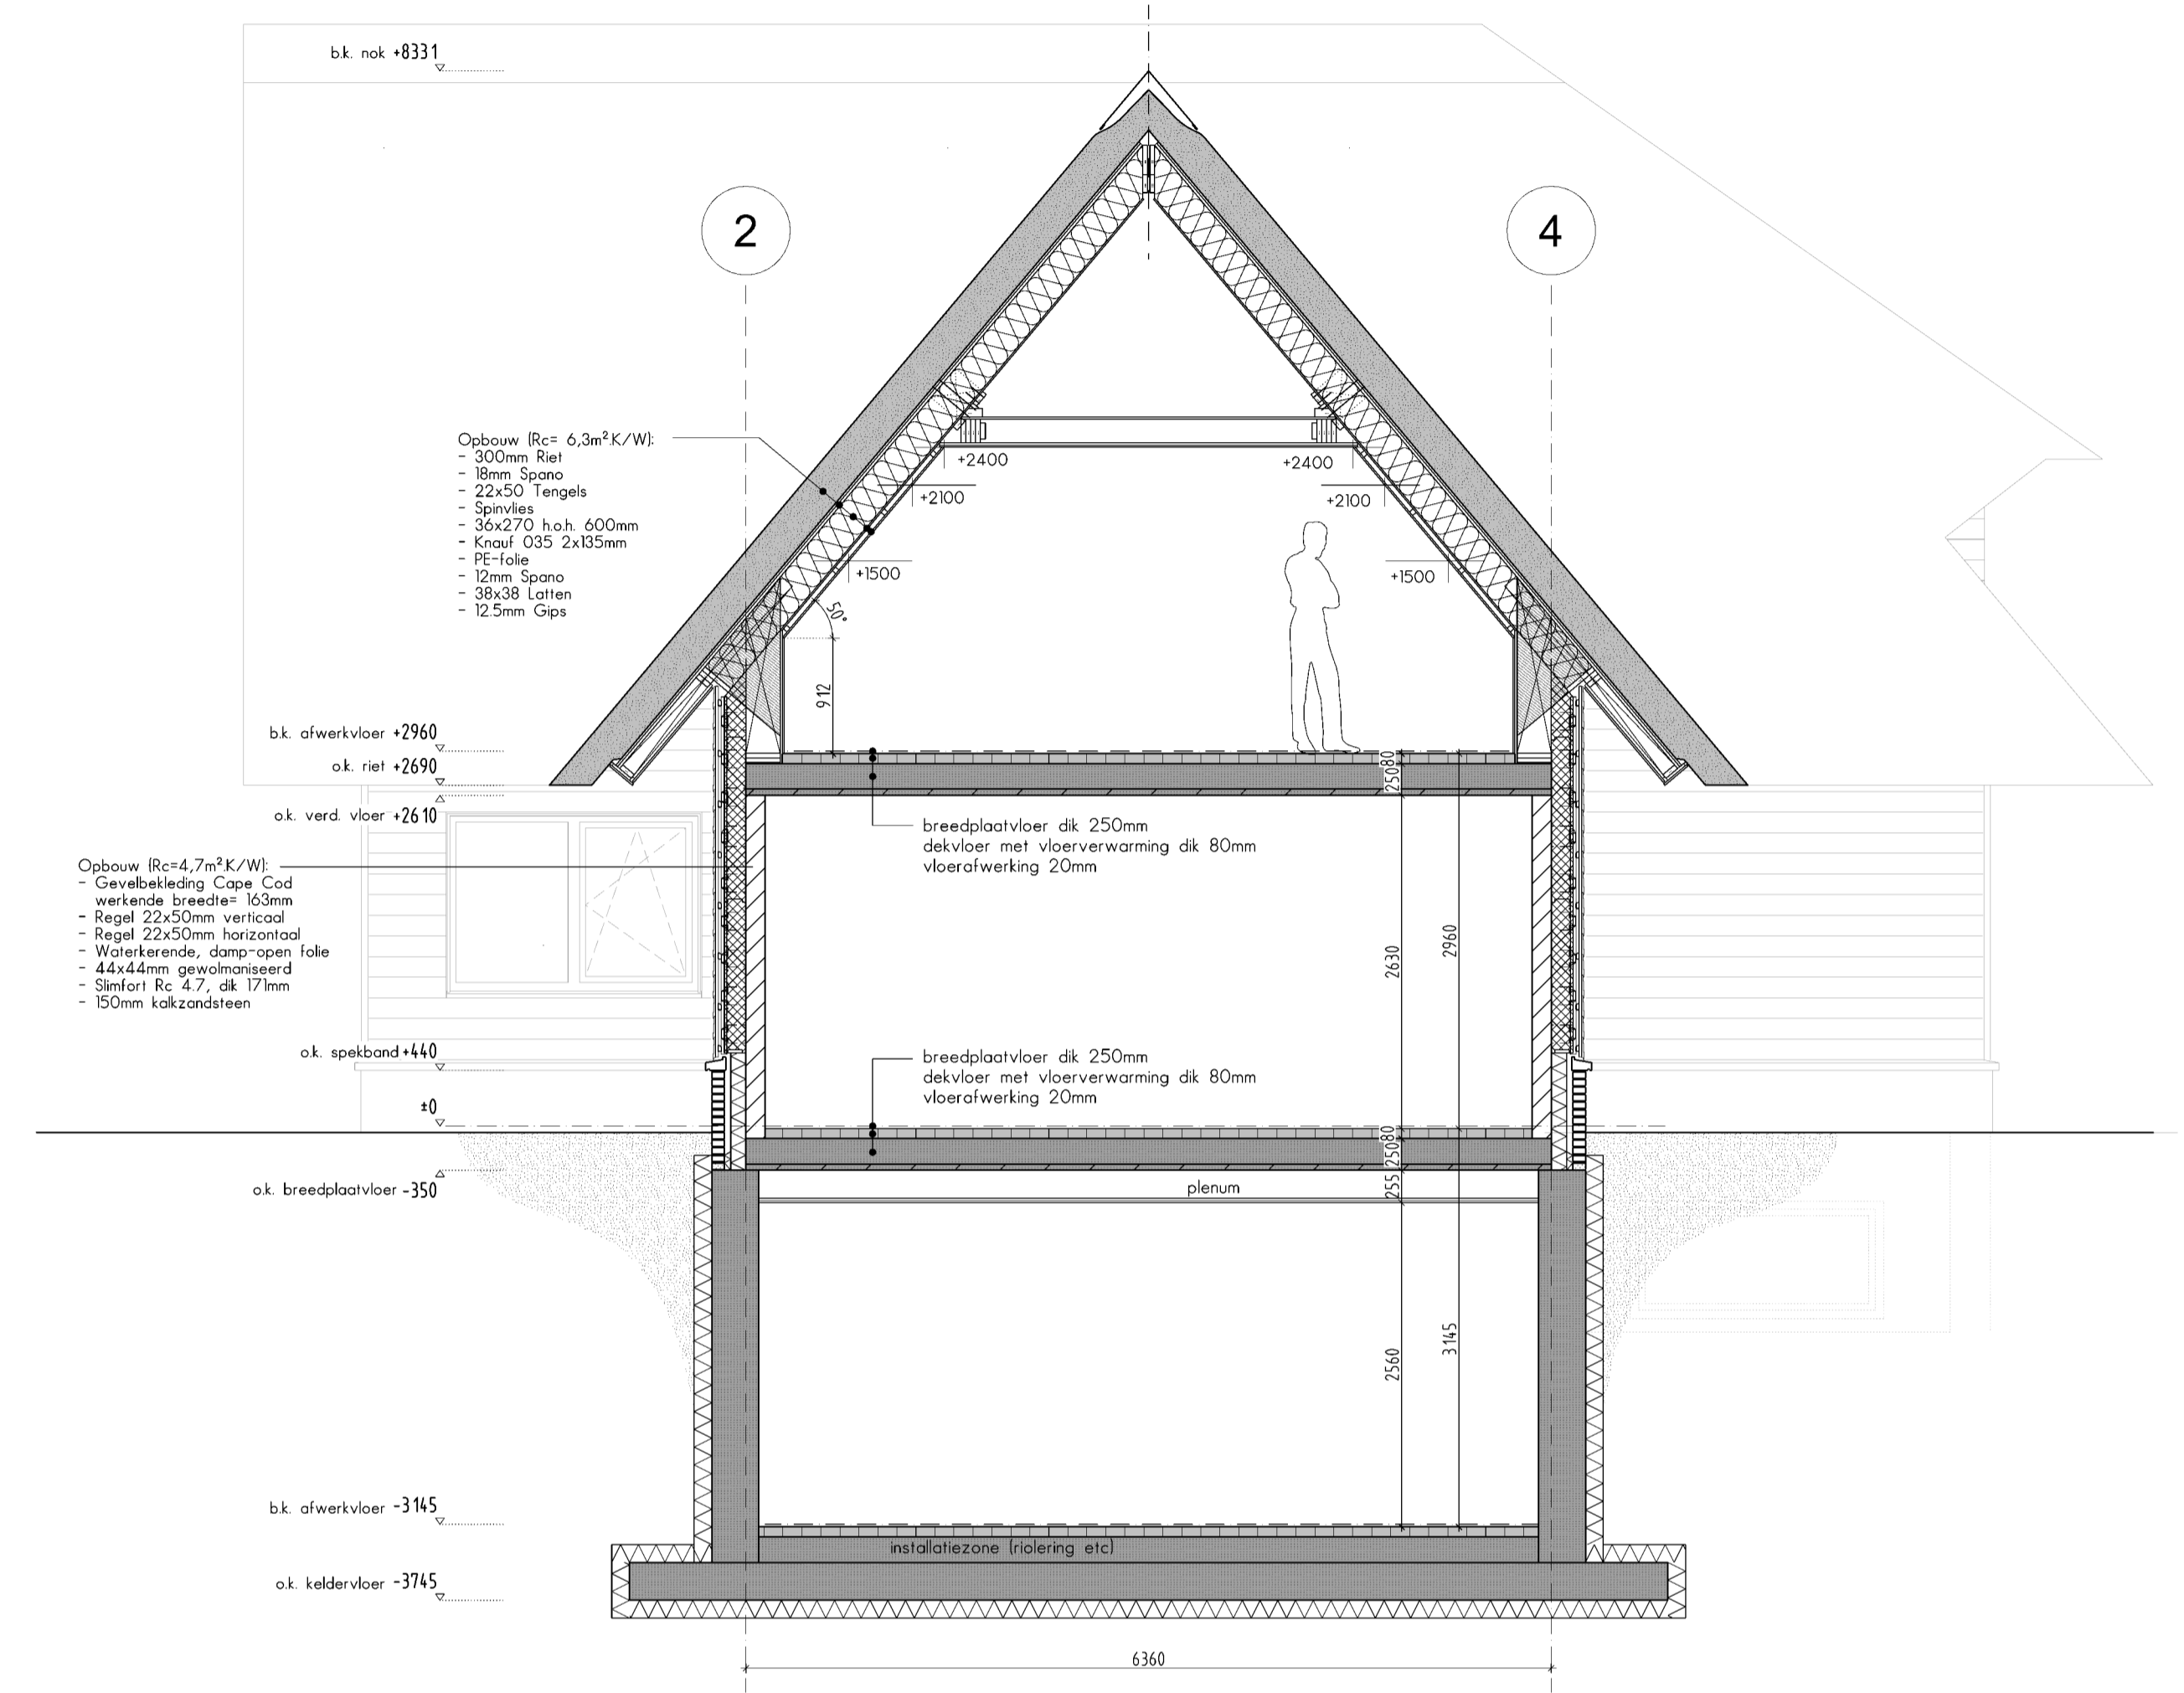 b.k. nok +8331
2
4
Opbouw (Rc= 6,3m².K/W):
- 300mm Riet
- 18mm Spano
- 22x50 Tengels
- Spinvlies
- 36x270 h.o.h. 600mm
- Knauf 035 2x135mm
- PE-folie
- 12mm Spano
- 38x38 Latten
- 12.5mm Gips
+2400
+2400
+2100
+2100
+1500
+1500
50°
912
b.k. afwerkvloer +2960
o.k. riet +2690
o.k. verd. vloer +2610
80
250
breedplaatvloer dik 250mm
dekvloer met vloerverwarming dik 80mm
vloerafwerking 20mm
Opbouw (Rc=4,7m².K/W):
- Gevelbekleding Cape Cod
werkende breedte= 163mm
- Regel 22x50mm verticaal
- Regel 22x50mm horizontaal
- Waterkerende, damp-open folie
- 44x44mm gewolmaniseerd
- Slimfort Rc 4.7, dik 171mm
- 150mm kalkzandsteen
2630
2960
o.k. spekband +440
breedplaatvloer dik 250mm
dekvloer met vloerverwarming dik 80mm
vloerafwerking 20mm
±0
80
250
255
o.k. breedplaatvloer -350
plenum
2560
3145
b.k. afwerkvloer -3145
installatiezone (riolering etc)
o.k. keldervloer -3745
6360